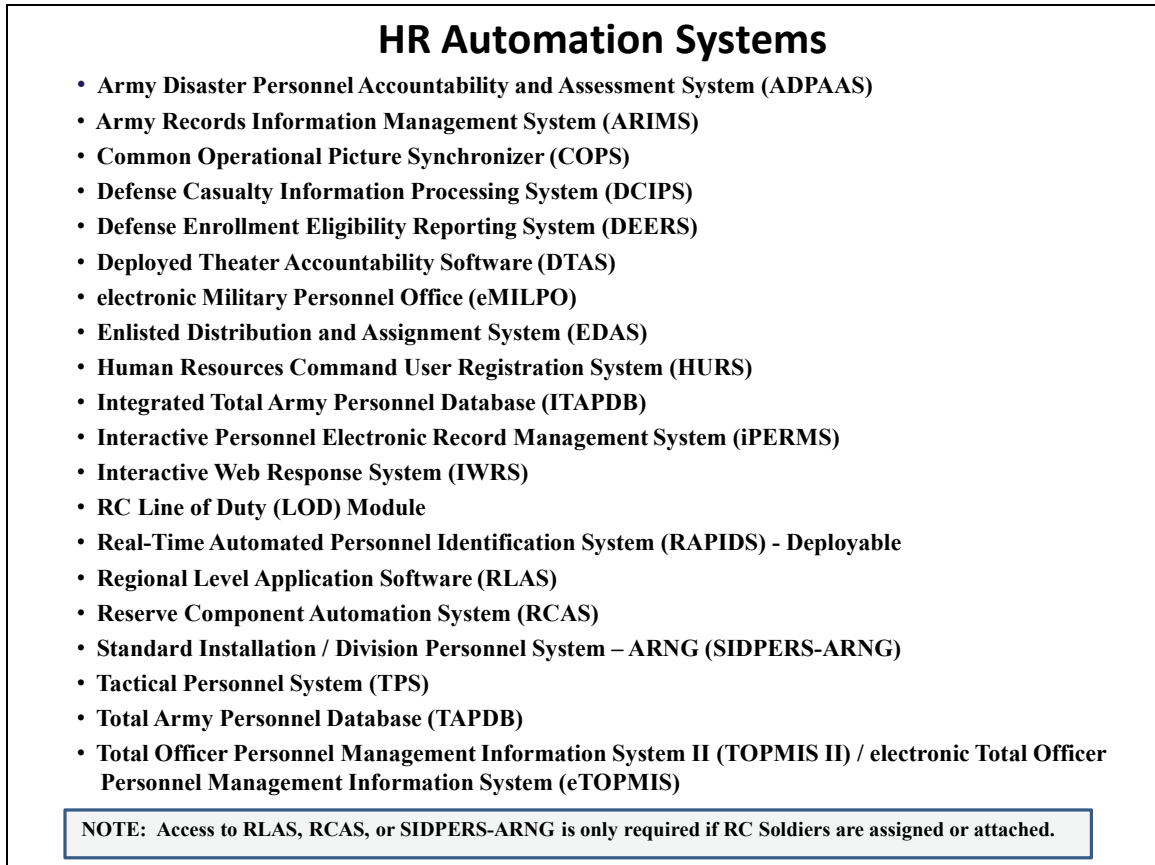 HR Automation Systems
• Army Disaster Personnel Accountability and Assessment System (ADPAAS)
• Army Records Information Management System (ARIMS)
• Common Operational Picture Synchronizer (COPS)
• Defense Casualty Information Processing System (DCIPS)
• Defense Enrollment Eligibility Reporting System (DEERS)
• Deployed Theater Accountability Software (DTAS)
• electronic Military Personnel Office (eMILPO)
• Enlisted Distribution and Assignment System (EDAS)
• Human Resources Command User Registration System (HURS)
• Integrated Total Army Personnel Database (ITAPDB)
• Interactive Personnel Electronic Record Management System (iPERMS)
• Interactive Web Response System (IWRS)
• RC Line of Duty (LOD) Module
• Real-Time Automated Personnel Identification System (RAPIDS) - Deployable
• Regional Level Application Software (RLAS)
• Reserve Component Automation System (RCAS)
• Standard Installation / Division Personnel System – ARNG (SIDPERS-ARNG)
• Tactical Personnel System (TPS)
• Total Army Personnel Database (TAPDB)
• Total Officer Personnel Management Information System II (TOPMIS II) / electronic Total Officer
Personnel Management Information System (eTOPMIS)
NOTE: Access to RLAS, RCAS, or SIDPERS-ARNG is only required if RC Soldiers are assigned or attached.